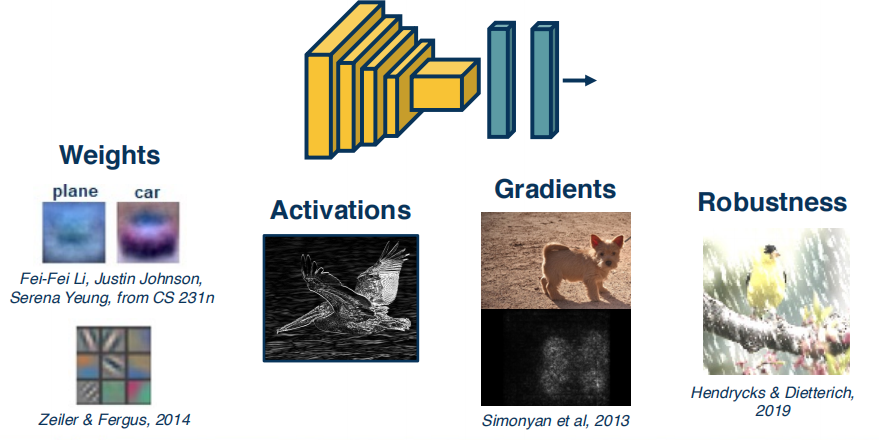 Weights
plane car
Fei-Fei Li, Justin Johnson,
Serena Yeung, from CS 231n
Zeiler & Fergus, 2014
Activations
Gradients
Simonyan et al, 2013
Robustness
Hendrycks & Dietterich,
2019